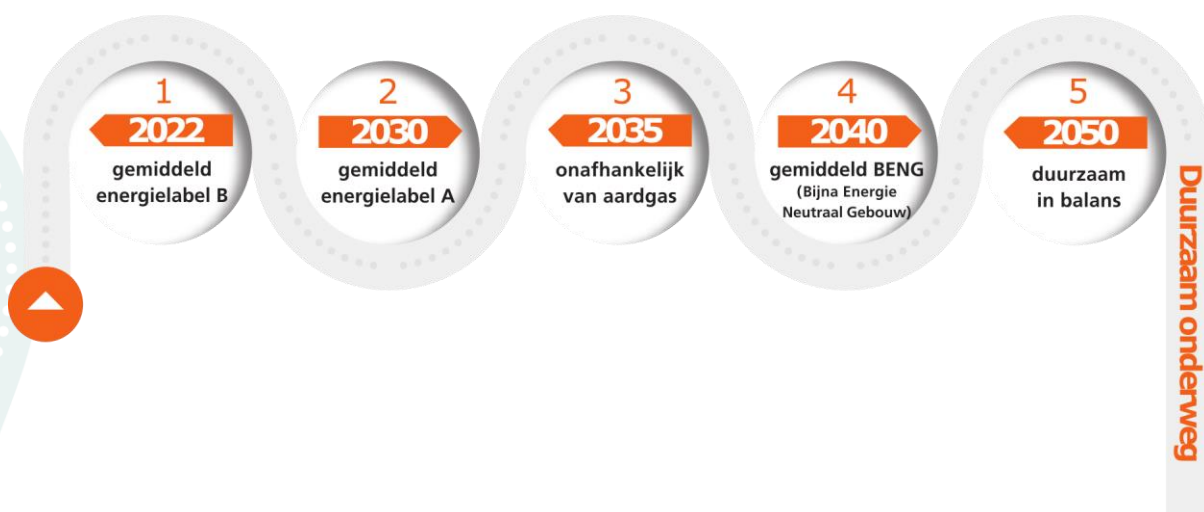 1
2022
gemiddeld
energielabel B
2
2030
gemiddeld
energielabel A
3
2035
onafhankelijk
van aardgas
4
2040
gemiddeld BENG
(Bijna Energie
Neutraal Gebouw)
5
2050
duurzaam
in balans
Duurzaam onderweg